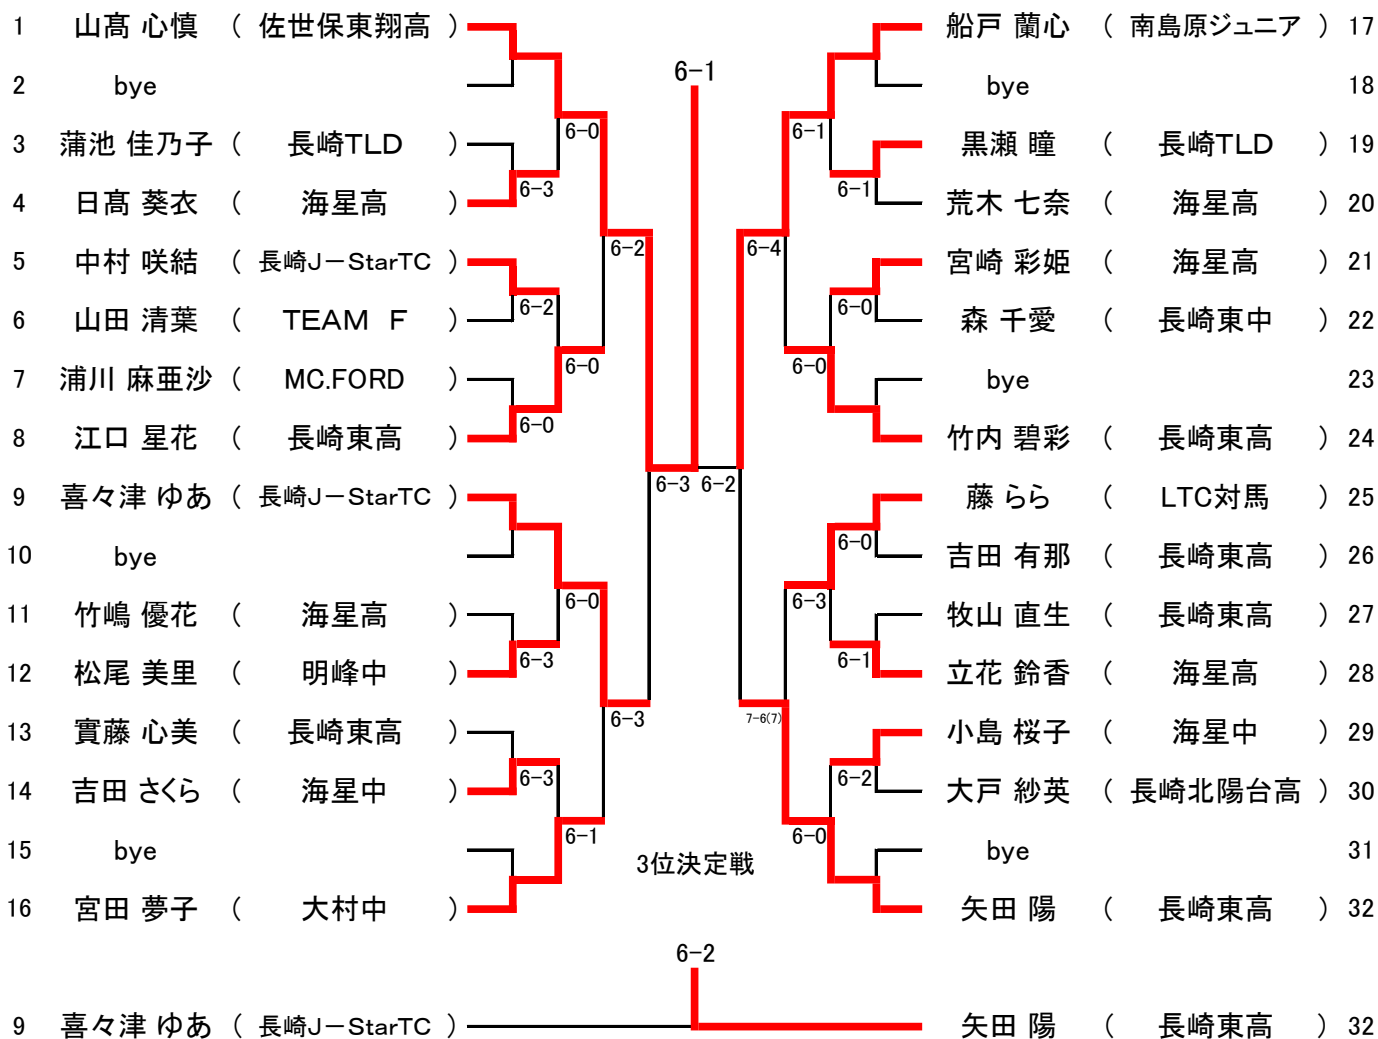 1 山髙 心慎 ( 佐世保東翔高 ) 船戸 蘭心 ( 南島原ジュニア ) 17
6-1
2 bye bye 18
6-0 6-1
3 蒲池 佳乃子 ( 長崎TLD ) 黒瀬 瞳 ( 長崎TLD ) 19
6-3 6-1
4 日髙 葵衣 ( 海星高 ) 荒木 七奈 ( 海星高 ) 20
6-2 6-4
5 中村 咲結 ( 長崎J-StarTC ) 宮崎 彩姫 ( 海星高 ) 21
6-2 6-0
6 山田 清葉 ( TEAM F ) 森 千愛 ( 長崎東中 ) 22
6-0 6-0
7 浦川 麻亜沙 ( MC.FORD ) bye 23
6-0
8 江口 星花 ( 長崎東高 ) 竹内 碧彩 ( 長崎東高 ) 24
6-3 6-2
9 喜々津 ゆあ ( 長崎J-StarTC ) 藤 らら ( LTC対馬 ) 25
6-0
10 bye 吉田 有那 ( 長崎東高 ) 26
6-0 6-3
11 竹嶋 優花 ( 海星高 ) 牧山 直生 ( 長崎東高 ) 27
6-3 6-1
12 松尾 美里 ( 明峰中 ) 立花 鈴香 ( 海星高 ) 28
6-3 7-6(7)
13 實藤 心美 ( 長崎東高 ) 小島 桜子 ( 海星中 ) 29
6-3 6-2
14 吉田 さくら ( 海星中 ) 大戸 紗英 ( 長崎北陽台高 ) 30
6-1 6-0
15 bye 3位決定戦 bye 31
16 宮田 夢子 ( 大村中 ) 矢田 陽 ( 長崎東高 ) 32
6-2
9 喜々津 ゆあ ( 長崎J-StarTC ) 矢田 陽 ( 長崎東高 ) 32